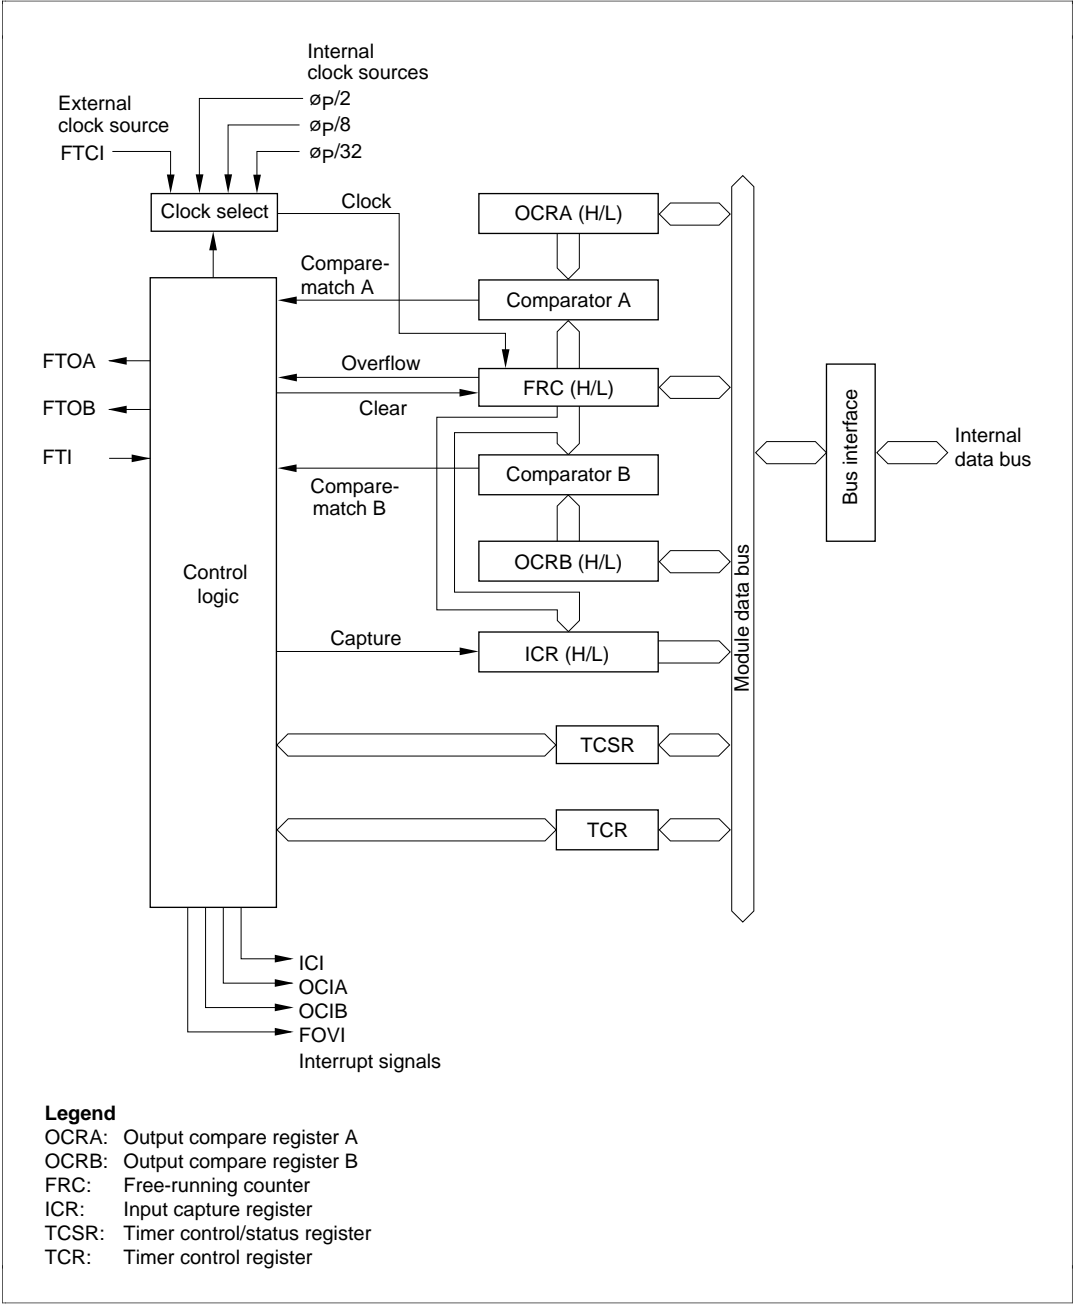 Internal
clock sources
øP/2
External
clock source
øP/8
FTCI
øP/32
Clock select
Clock
OCRA (H/L)
Compare-
match A
Comparator A
FTOA
Overflow
FRC (H/L)
FTOB
Clear
FTI
Compare-
match B
Comparator B
Bus interface
Internal
data bus
Control
logic
OCRB (H/L)
Module data bus
Capture
ICR (H/L)
TCSR
TCR
ICI
OCIA
OCIB
FOVI
Interrupt signals
Legend
OCRA: Output compare register A
OCRB: Output compare register B
FRC: Free-running counter
ICR: Input capture register
TCSR: Timer control/status register
TCR: Timer control register